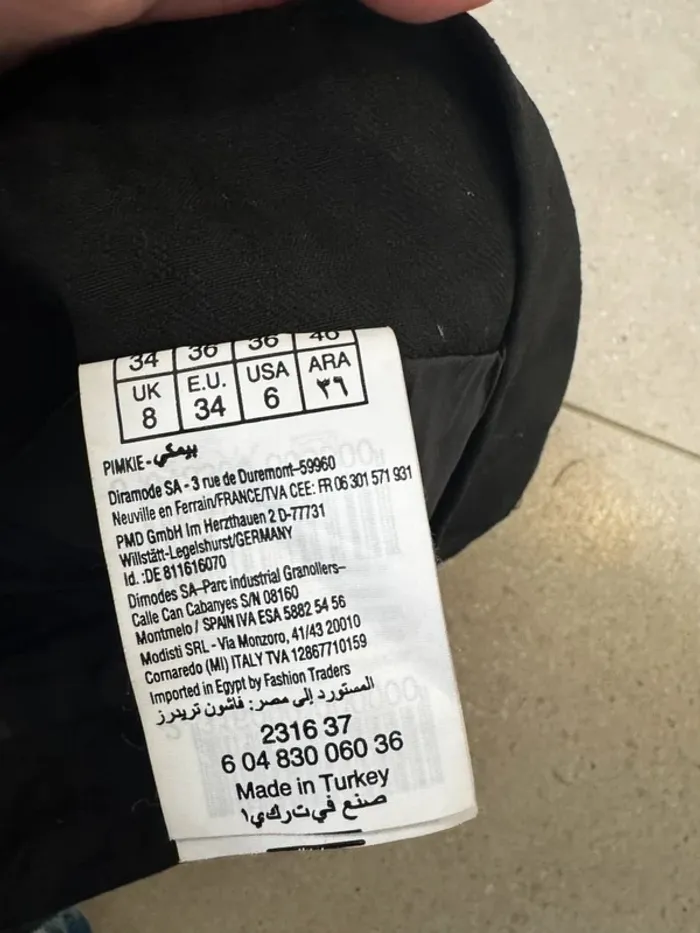 34 36 36 40
UK E.U. USA ARA
8 34 6 ٣٦
PIMKIE - بيمكي
Diramode SA - 3 rue de Duremont-59960
Neuville en Ferrain/FRANCE/TVA CEE: FR 06 301 571 931
PMD GmbH Im Herzthauen 2 D-77731
Willstätt-Legelshurst/GERMANY
Id. :DE 811616070
Dimodes SA-Parc industrial Granollers-
Calle Can Cabanyes S/N 08160
Montmelo / SPAIN IVA ESA 5882 54 56
Modisti SRL - Via Monzoro, 41/43 20010
Cornaredo (MI) ITALY TVA 12867710159
Imported in Egypt by Fashion Traders
المستورد إلى مصر: فاشون تريدرز
2316 37
6 04 830 060 36
Made in Turkey
صنع في تركي١